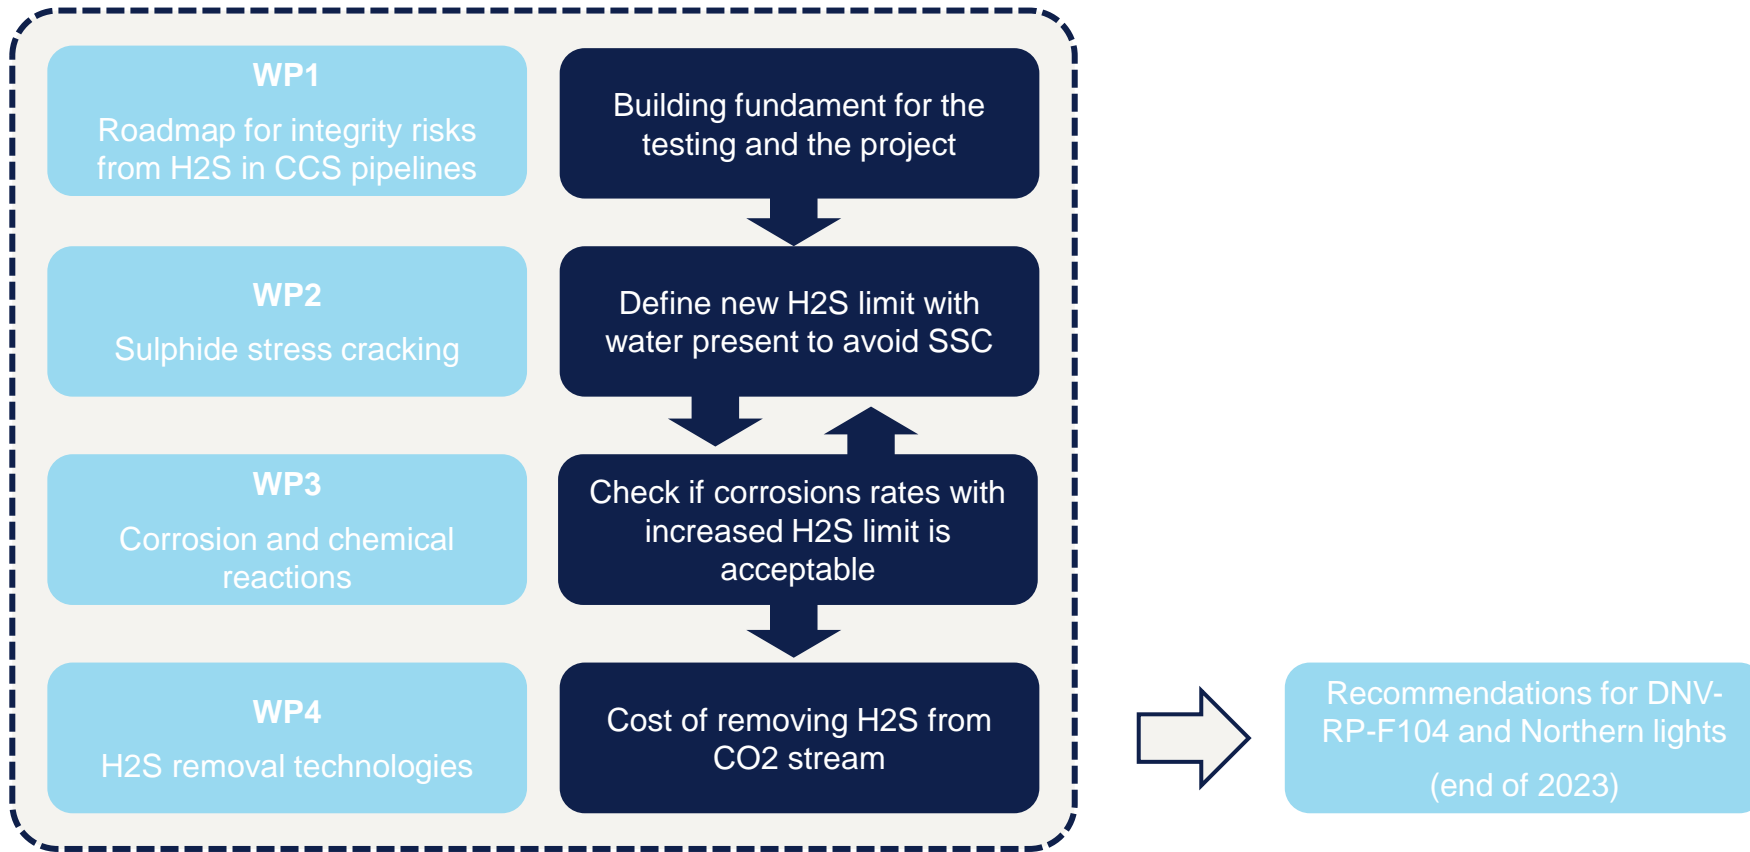 WP1
Roadmap for integrity risks
from H2S in CCS pipelines
Building fundament for the
testing and the project
WP2
Sulphide stress cracking
Define new H2S limit with
water present to avoid SSC
WP3
Corrosion and chemical
reactions
Check if corrosions rates with
increased H2S limit is
acceptable
WP4
H2S removal technologies
Cost of removing H2S from
CO2 stream
Recommendations for DNV-
RP-F104 and Northern lights
(end of 2023)